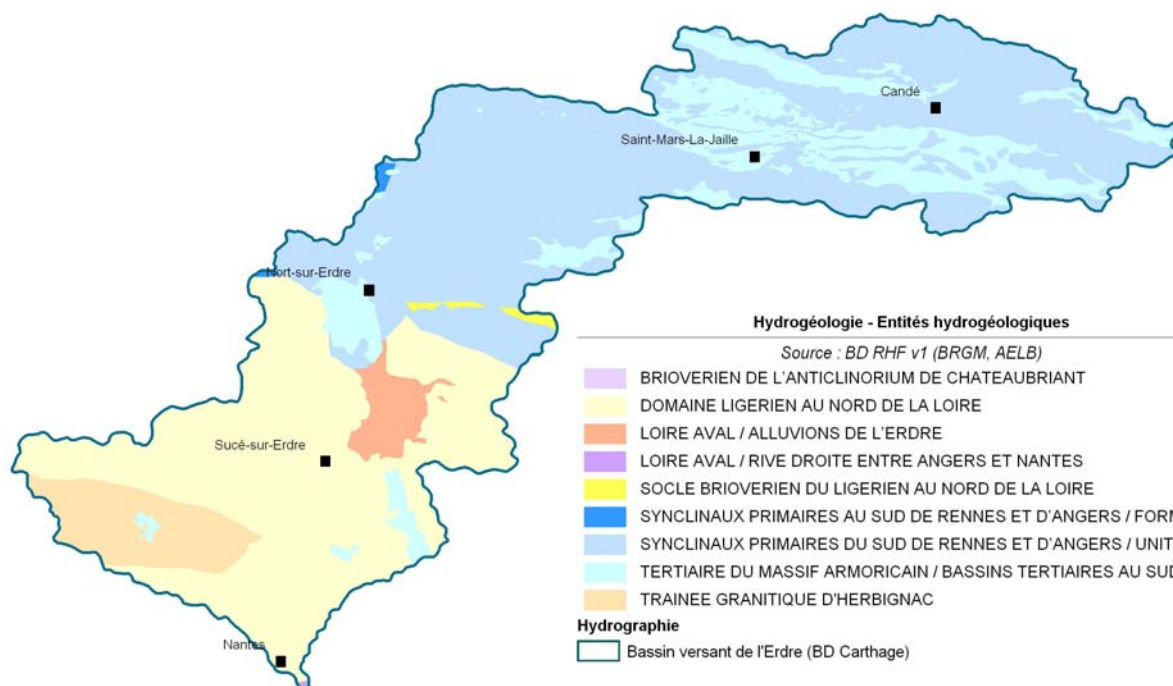 Candé
Saint-Mars-La-Jaille
Nort-sur-Erdre
Sucé-sur-Erdre
Nantes
Hydrogéologie - Entités hydrogéologiques
Source : BD RHF v1 (BRGM, AELB)
BRIOVERIEN DE L'ANTICLINORIUM DE CHATEAUBRIANT
DOMAINE LIGERIEN AU NORD DE LA LOIRE
LOIRE AVAL / ALLUVIONS DE L'ERDRE
LOIRE AVAL / RIVE DROITE ENTRE ANGERS ET NANTES
SOCLE BRIOVERIEN DU LIGERIEN AU NORD DE LA LOIRE
SYNCLINAUX PRIMAIRES AU SUD DE RENNES ET D'ANGERS / FORM
SYNCLINAUX PRIMAIRES DU SUD DE RENNES ET D'ANGERS / UNIT
TERTIAIRE DU MASSIF ARMORICAIN / BASSINS TERTIAIRES AU SUD
TRAINEE GRANITIQUE D'HERBIGNAC
Hydrographie
Bassin versant de l'Erdre (BD Carthage)